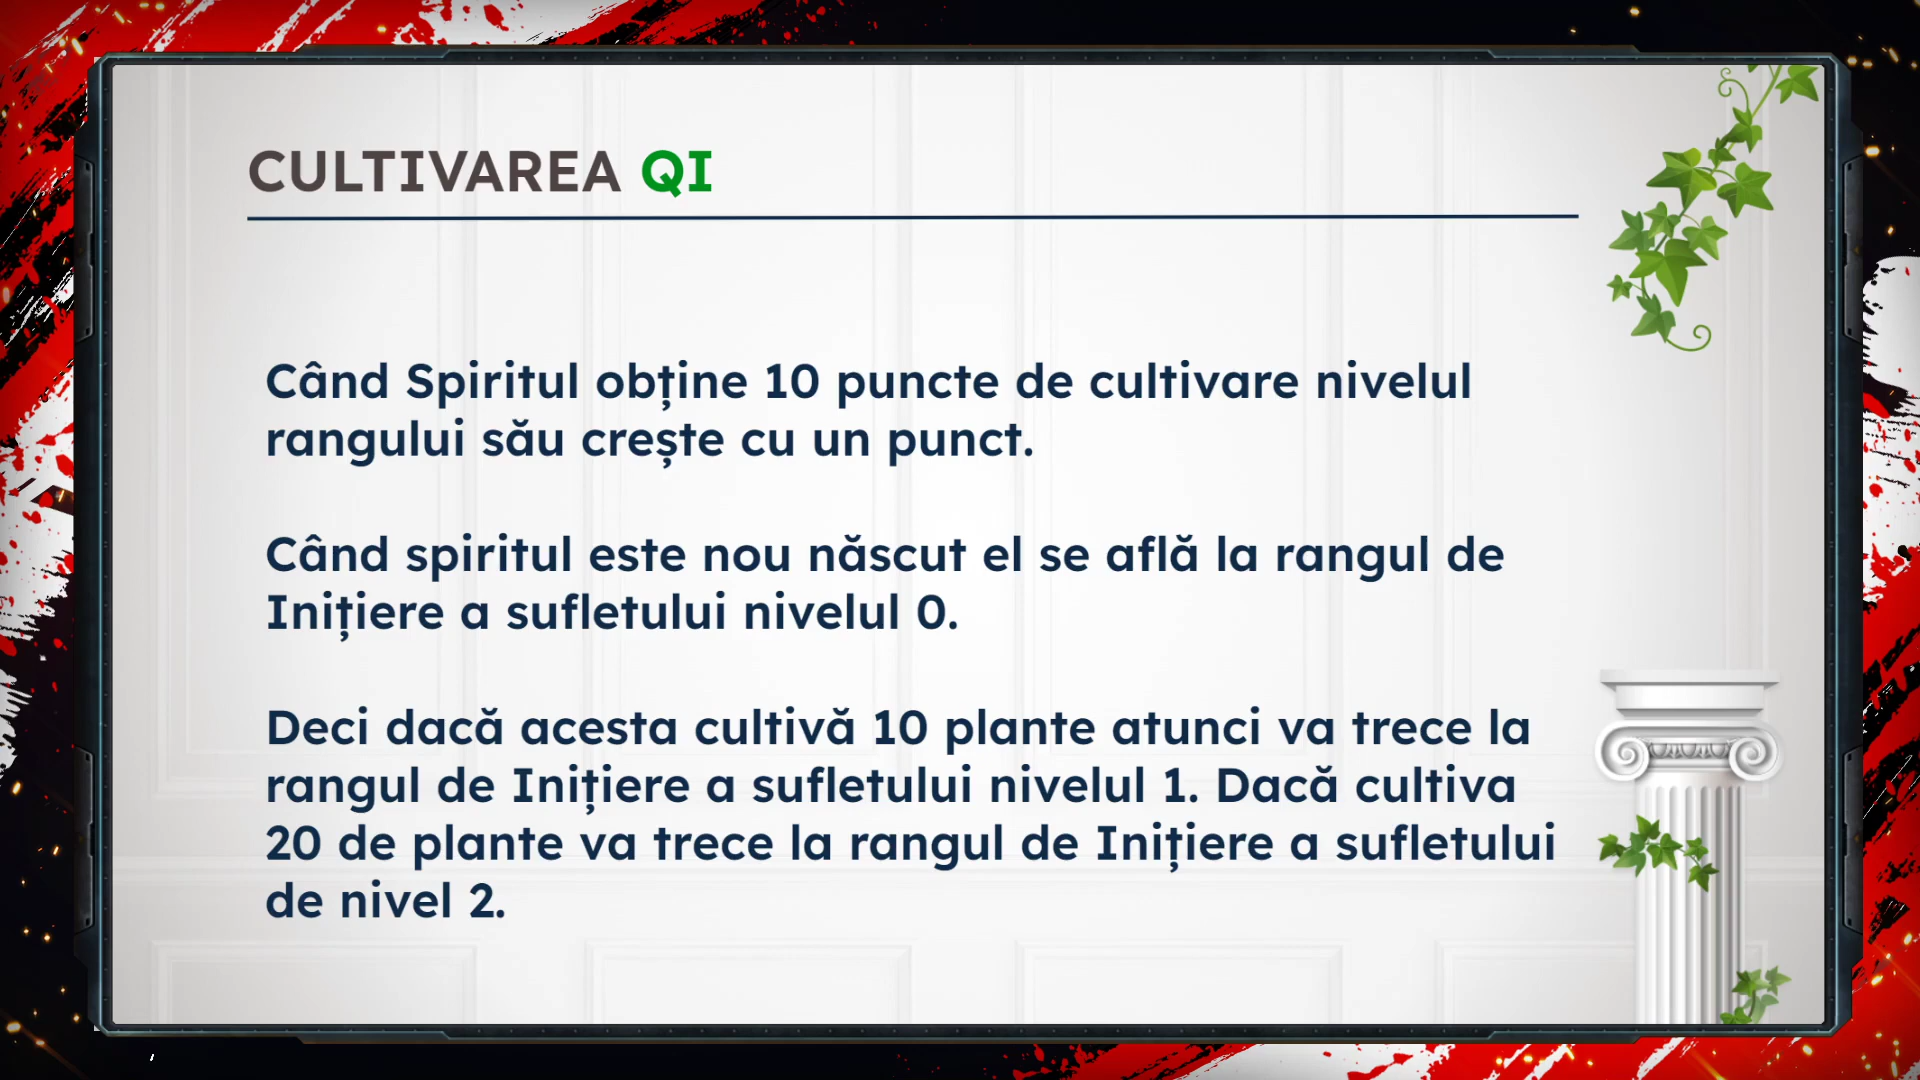 CULTIVAREA QI
Când Spiritul obține 10 puncte de cultivare nivelul
rangului său crește cu un punct.
Când spiritul este nou născut el se află la rangul de
Inițiere a sufletului nivelul 0.
Deci dacă acesta cultivă 10 plante atunci va trece la
rangul de Inițiere a sufletului nivelul 1. Dacă cultiva
20 de plante va trece la rangul de Inițiere a sufletului
de nivel 2.